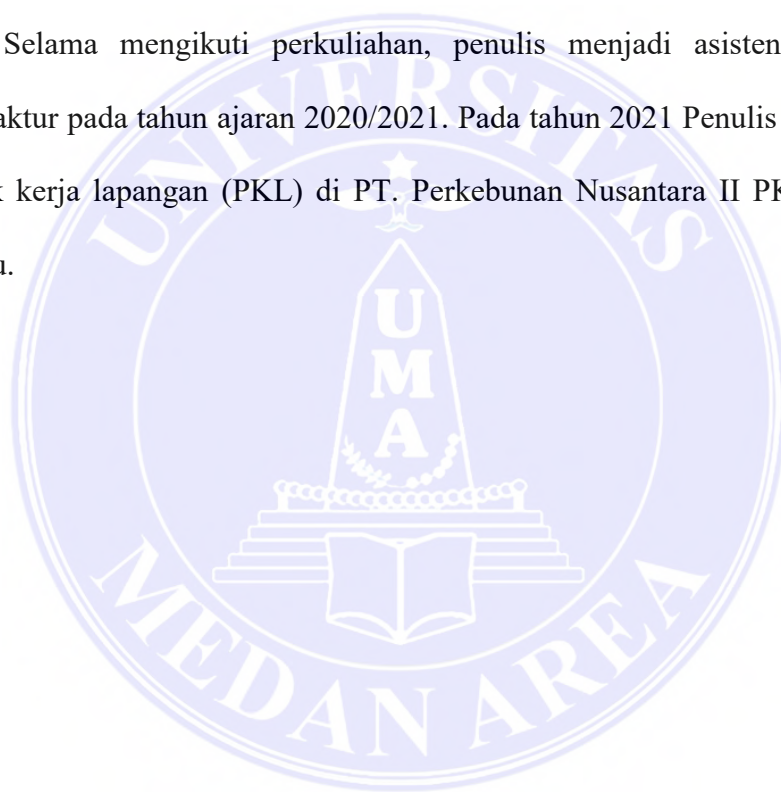 Selama mengikuti perkuliahan, penulis menjadi asisten
aktur pada tahun ajaran 2020/2021. Pada tahun 2021 Penulis
k kerja lapangan (PKL) di PT. Perkebunan Nusantara II PK
u.
UNIVERSITAS
U
M
A
MEDAN AREA